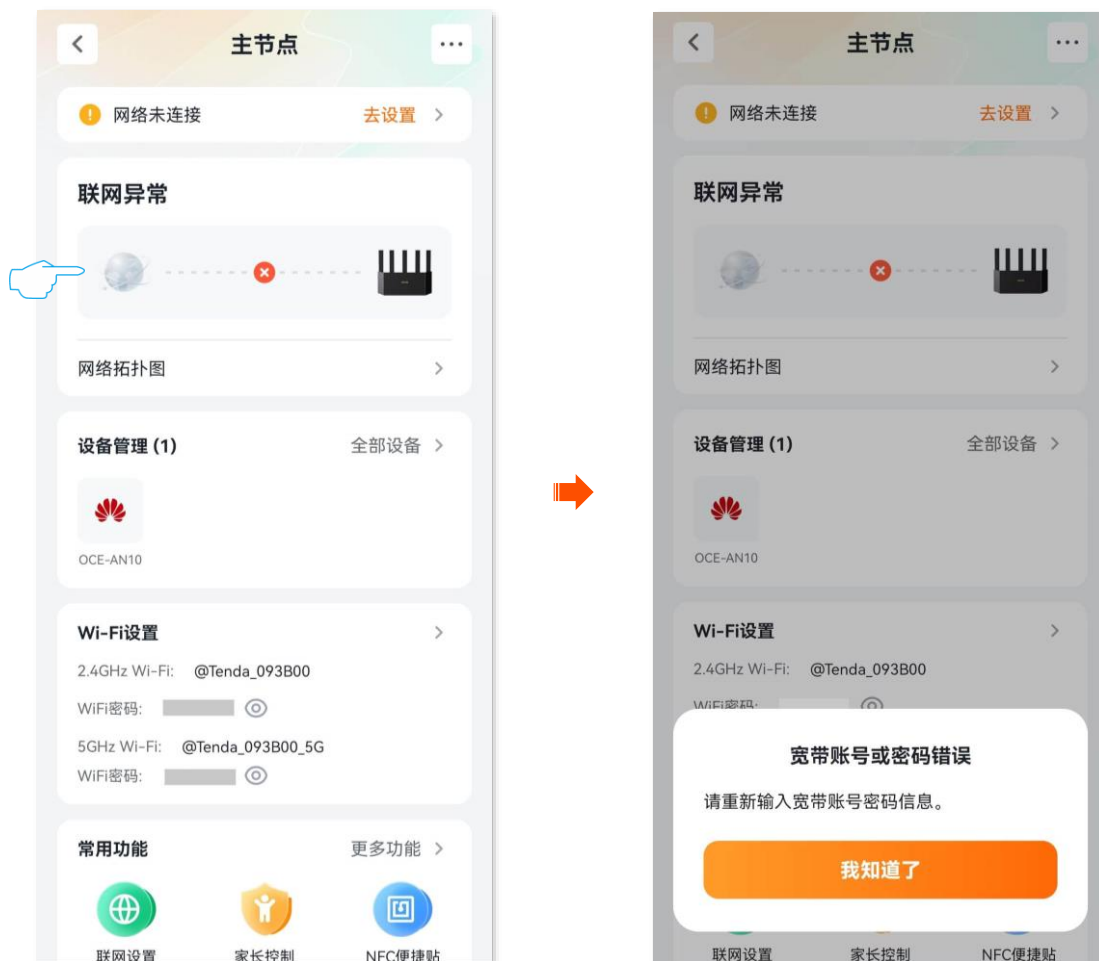 主节点
网络未连接 去设置
联网异常
网络拓扑图
设备管理 (1) 全部设备
OCE-AN10
Wi-Fi设置
2.4GHz Wi-Fi: @Tenda_093B00
WiFi密码:
5GHz Wi-Fi: @Tenda_093B00_5G
WiFi密码:
常用功能 更多功能
联网设置 家长控制 NFC便捷贴
主节点
网络未连接 去设置
联网异常
网络拓扑图
设备管理 (1) 全部设备
OCE-AN10
Wi-Fi设置
2.4GHz Wi-Fi: @Tenda_093B00
WiFi密码:
宽带账号或密码错误
请重新输入宽带账号密码信息。
我知道了
联网设置 家长控制 NFC便捷贴